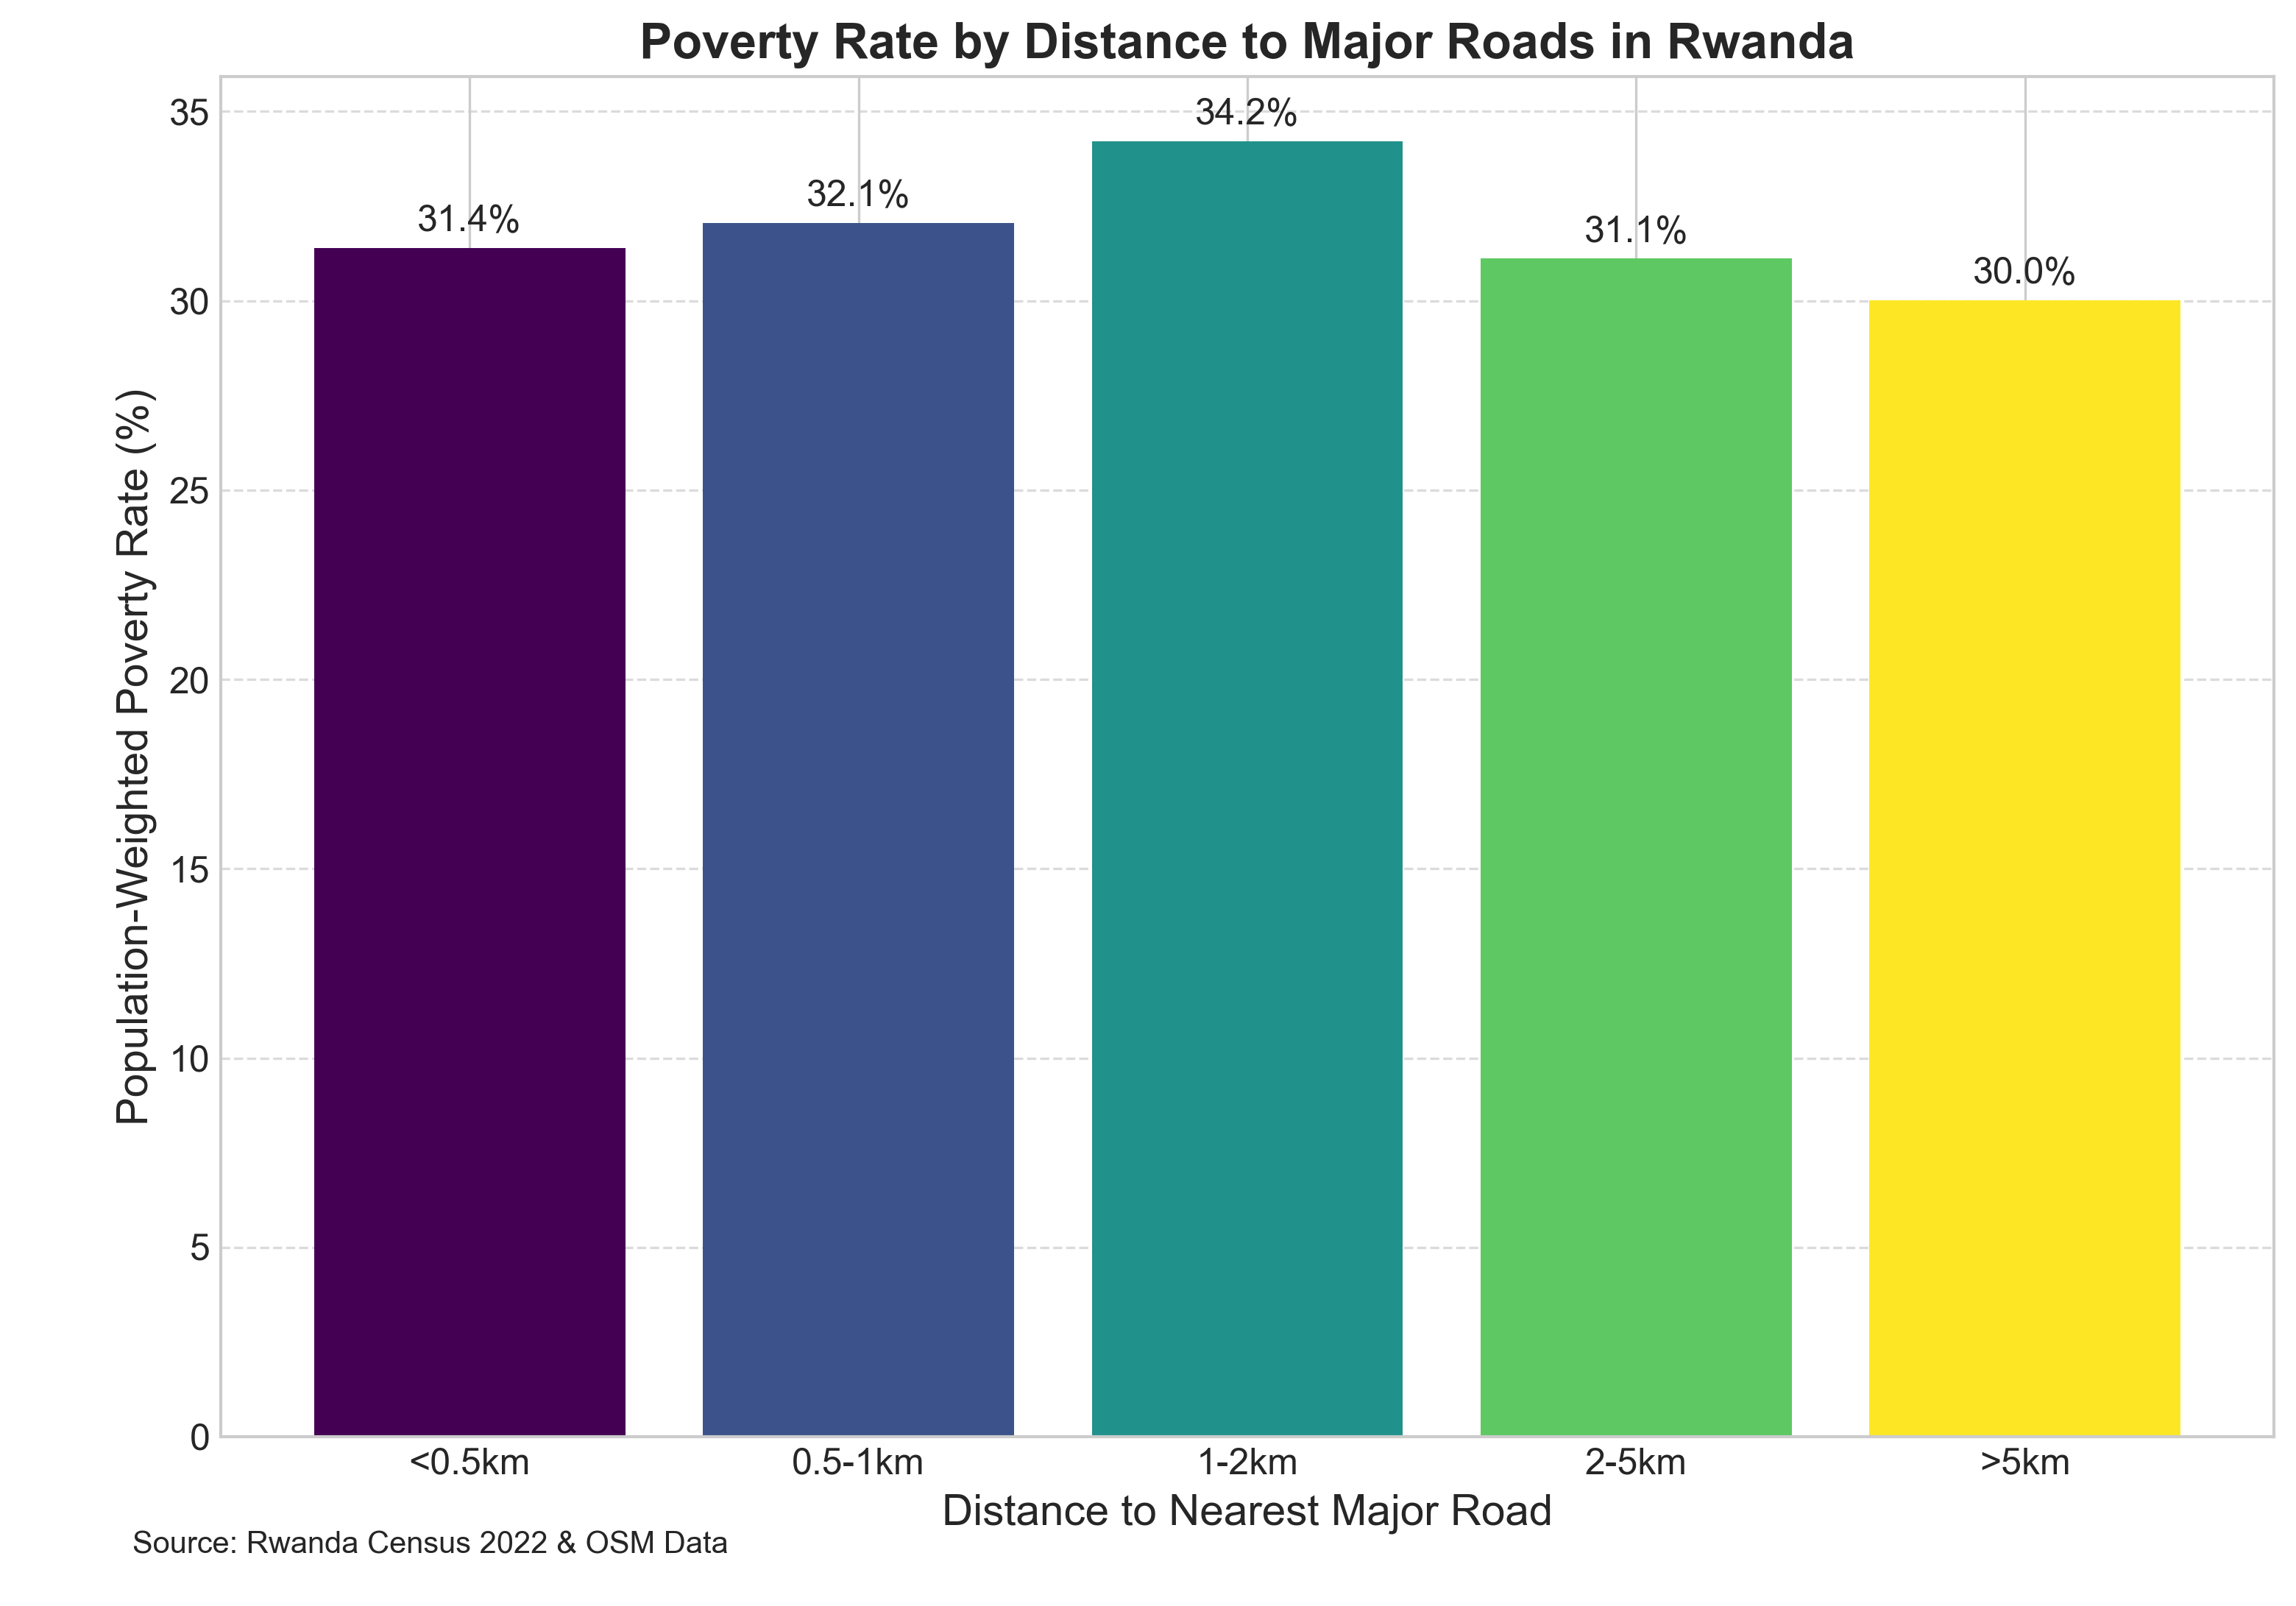 Poverty Rate by Distance to Major Roads in Rwanda
Population-Weighted Poverty Rate (%)
35
30
25
20
15
10
5
0
31.4%
32.1%
34.2%
31.1%
30.0%
<0.5km
0.5-1km
1-2km
2-5km
>5km
Distance to Nearest Major Road
Source: Rwanda Census 2022 & OSM Data